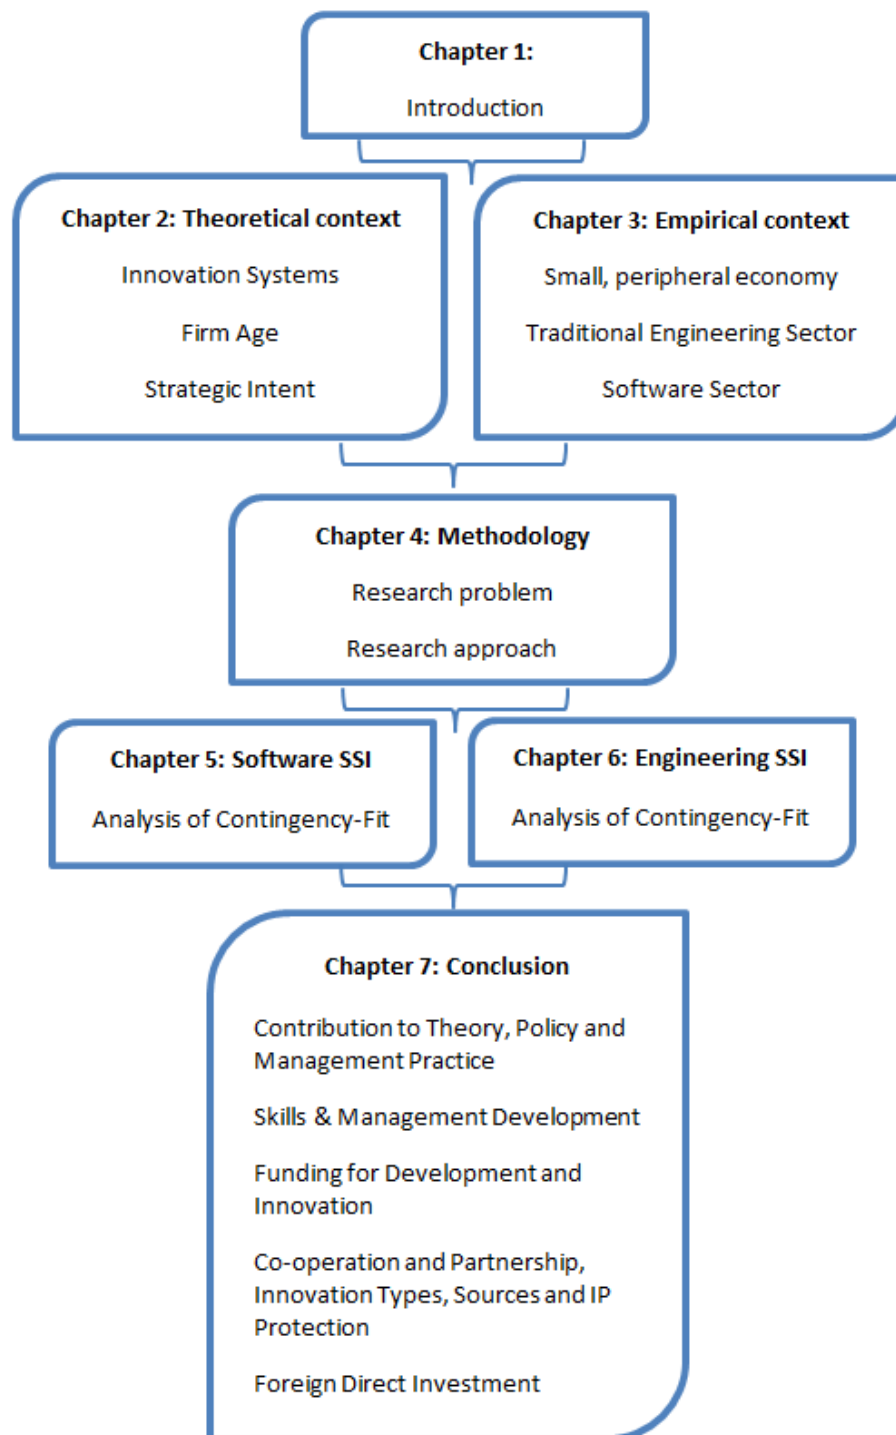 Chapter 1:
Introduction
Chapter 2: Theoretical context
Innovation Systems
Firm Age
Strategic Intent
Chapter 3: Empirical context
Small, peripheral economy
Traditional Engineering Sector
Software Sector
Chapter 4: Methodology
Research problem
Research approach
Chapter 5: Software SSI
Analysis of Contingency-Fit
Chapter 6: Engineering SSI
Analysis of Contingency-Fit
Chapter 7: Conclusion
Contribution to Theory, Policy and
Management Practice
Skills & Management Development
Funding for Development and
Innovation
Co-operation and Partnership,
Innovation Types, Sources and IP
Protection
Foreign Direct Investment